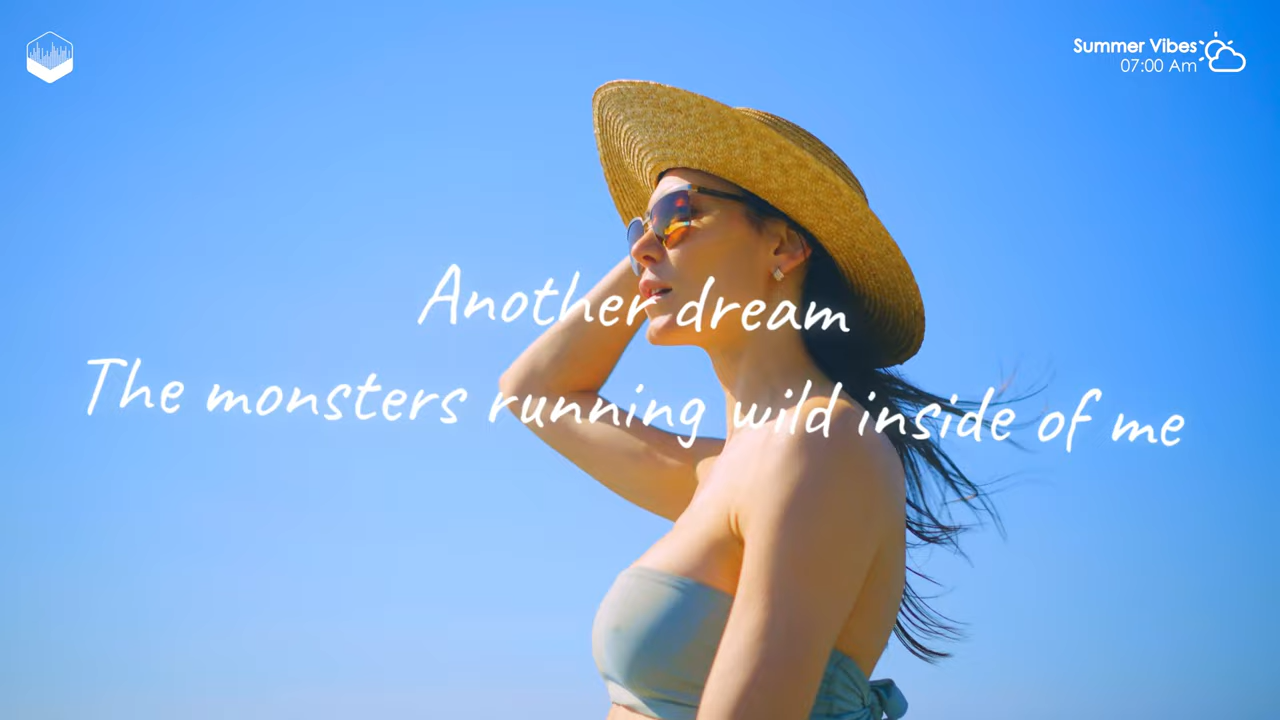 Summer Vibes
07:00 Am
Another dream
The monsters running wild inside of me